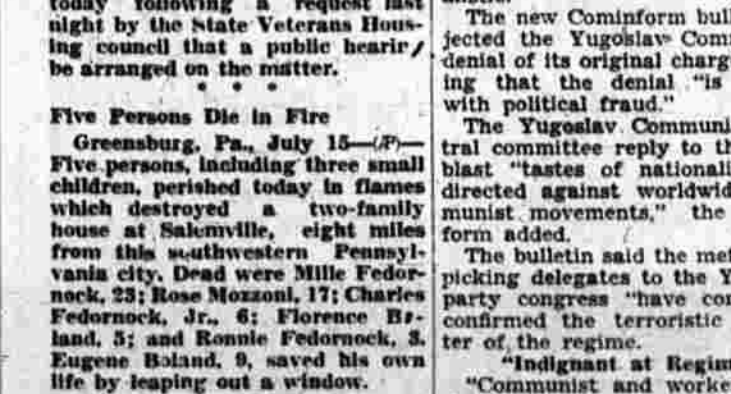 today following a request last
night by the State Veterans Hous-
ing council that a public hearin
be arranged on the matter.
* * *
Five Persons Die in Fire
Greensburg, Pa., July 15—(AP)—
Five persons, including three small
children, perished today in flames
which destroyed a two-family
house at Salemville, eight miles
from this southwestern Pennsyl-
vania city. Dead were Mille Fedor-
nock, 23; Rose Mozzoni, 17; Charles
Fedornock, Jr., 6; Florence Bo-
land, 5; and Ronnie Fedornock, 3.
Eugene Boland, 9, saved his own
life by leaping out a window.
The new Cominform bul
jected the Yugoslav Com
denial of its original charg
ing that the denial "is
with political fraud."
The Yugoslav Communi
tral committee reply to th
blast "tastes of nationali
directed against worldwid
munist movements," the
form added.
The bulletin said the met
picking delegates to the Y
party congress "have con
confirmed the terroristic
ter of the regime.
"Indignant at Regim
"Communist and worke